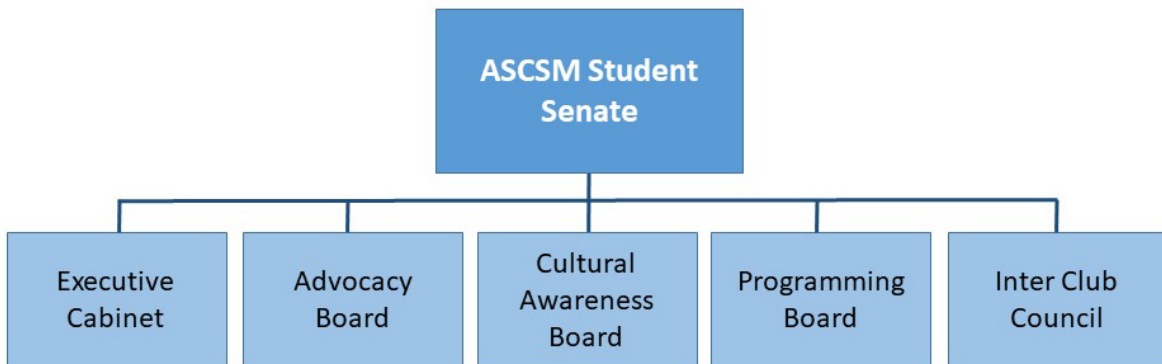 ASCSM Student
Senate
Executive
Cabinet
Advocacy
Board
Cultural
Awareness
Board
Programming
Board
Inter Club
Council